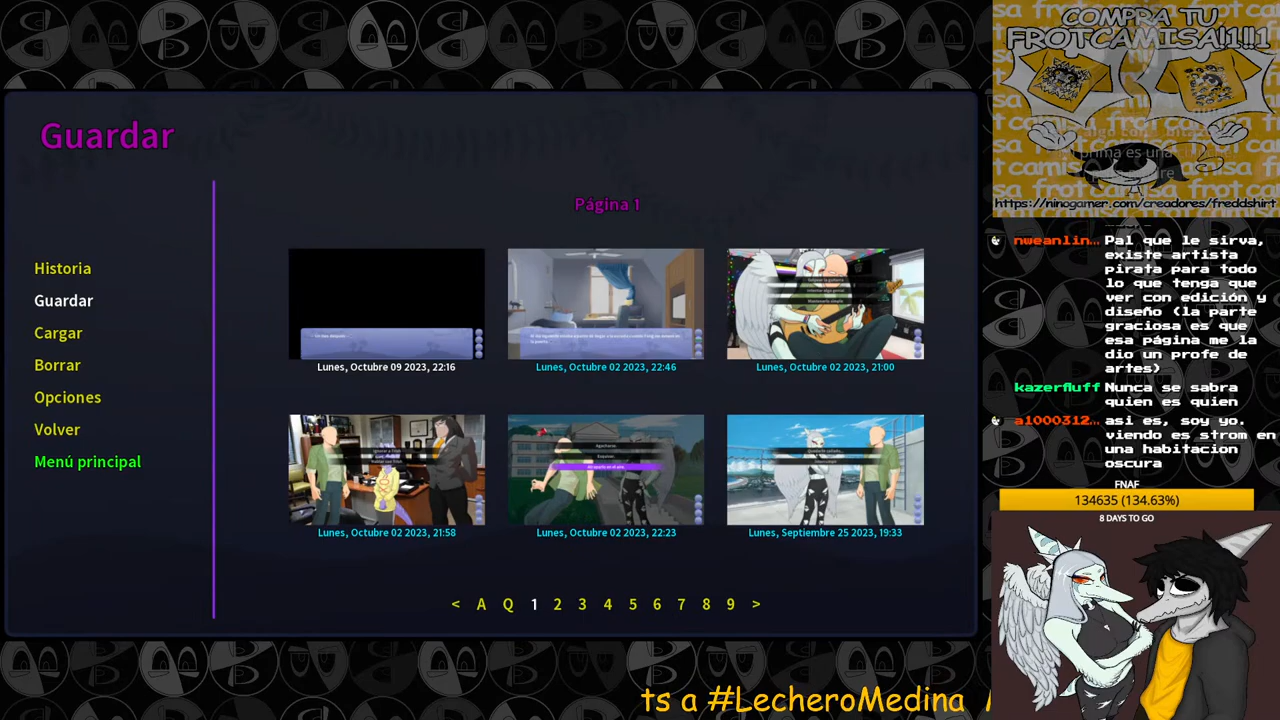 Guardar
Historia
Guardar
Cargar
Borrar
Opciones
Volver
Menú principal
Página 1
Lunes, Octubre 09 2023, 22:16
Lunes, Octubre 02 2023, 22:46
Lunes, Octubre 02 2023, 21:00
Lunes, Octubre 02 2023, 21:58
Lunes, Octubre 02 2023, 22:23
Lunes, Septiembre 25 2023, 19:33
< A Q 1 2 3 4 5 6 7 8 9 >
COMPRA TU
FROTCAMISA!1!!1
prima es una
https://ninogamer.com/creadores/freddshirt
nweanlin... Pal que le sirva,
existe artista
pirata para todo
lo que tenga que
ver con edición y
diseño (la parte
graciosa es que
esa página me la
dio un profe de
artes)
kazerfluff Nunca se sabra
quien es quien
a1000312... asi es, soy yo.
viendo es strom en
una habitacion
oscura
FNAF
134635 (134.63%)
8 DAYS TO GO
ts a #LecheroMedina